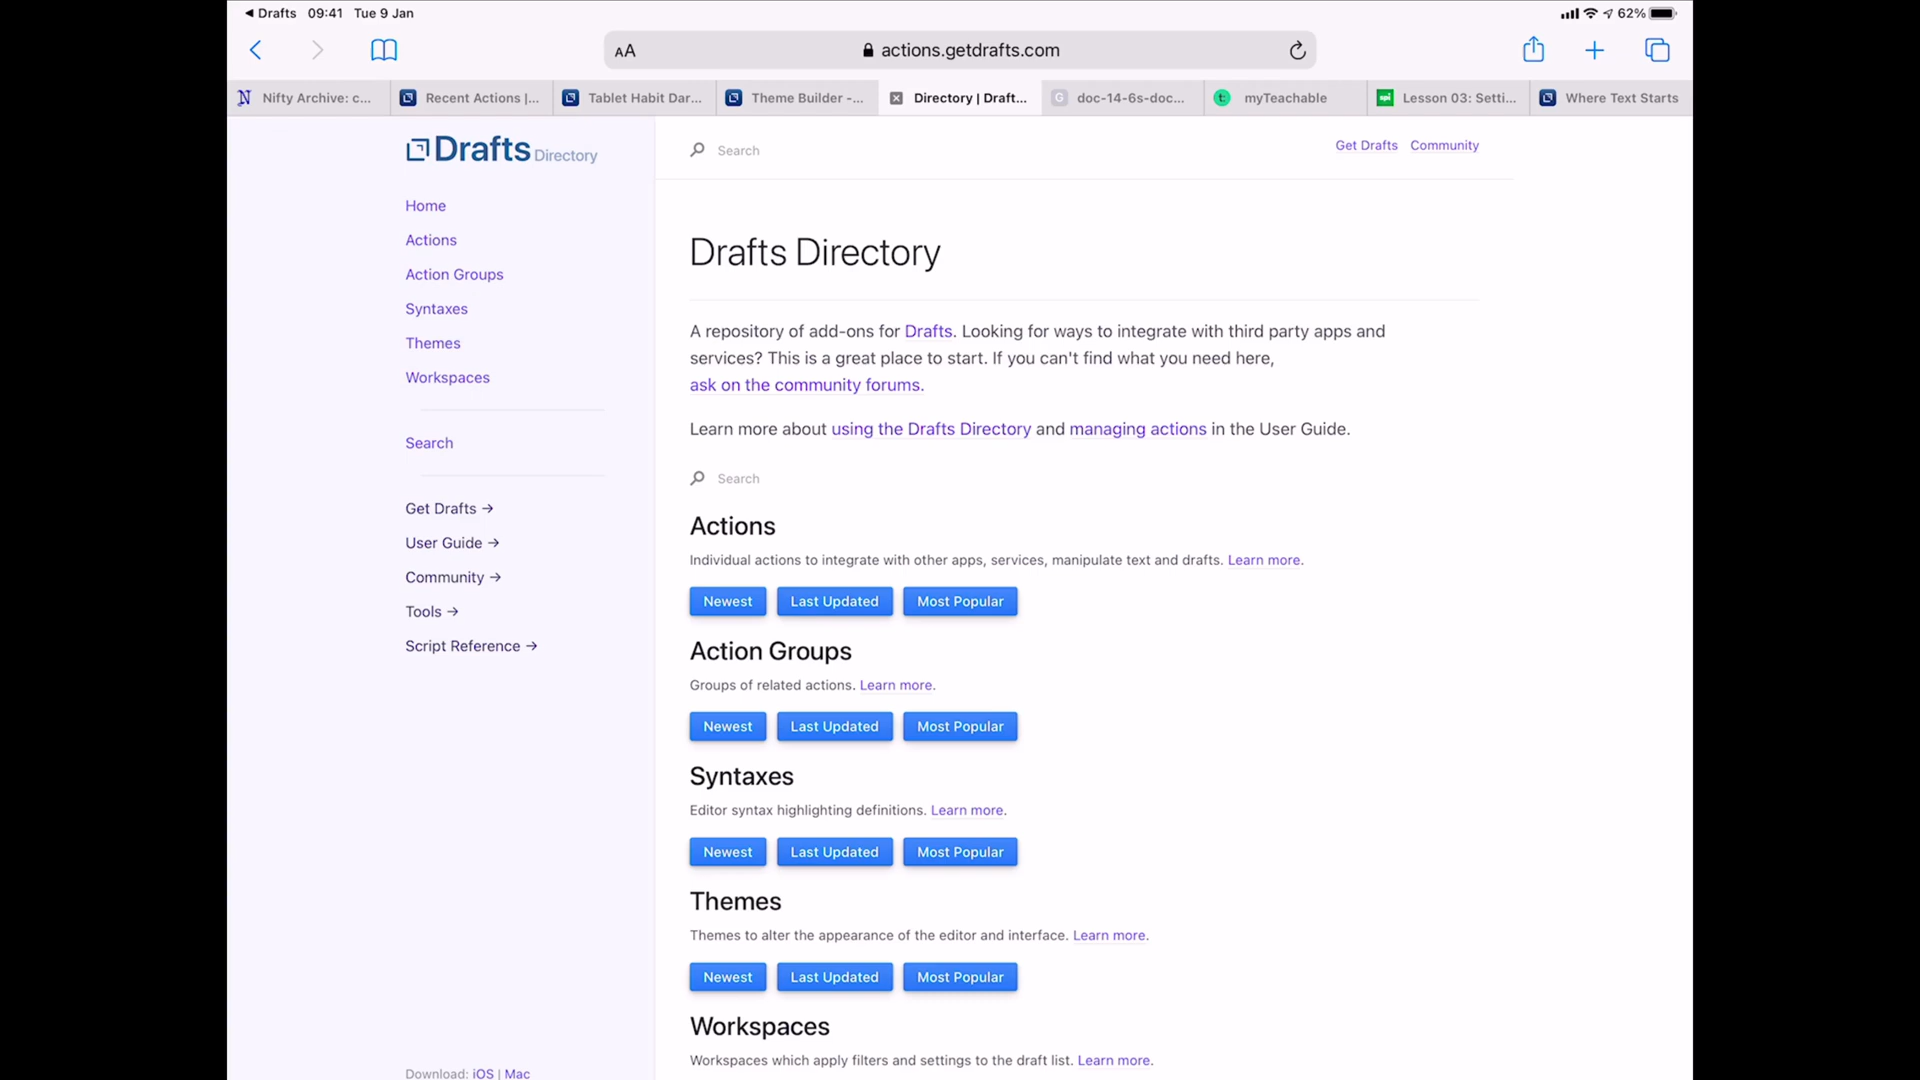 Drafts 09:41 Tue 9 Jan
62%
AA actions.getdrafts.com
Nifty Archive: c...
Recent Actions |...
Tablet Habit Dar...
Theme Builder -...
Directory | Draft...
G doc-14-6s-doc...
t: myTeachable
Lesson 03: Setti...
Where Text Starts
Drafts Directory
Search
Get Drafts Community
Home
Actions
Action Groups
Syntaxes
Themes
Workspaces
Search
Get Drafts →
User Guide →
Community →
Tools →
Script Reference →
Download: iOS | Mac
Drafts Directory
A repository of add-ons for Drafts. Looking for ways to integrate with third party apps and
services? This is a great place to start. If you can't find what you need here,
ask on the community forums.
Learn more about using the Drafts Directory and managing actions in the User Guide.
Search
Actions
Individual actions to integrate with other apps, services, manipulate text and drafts. Learn more.
Newest Last Updated Most Popular
Action Groups
Groups of related actions. Learn more.
Newest Last Updated Most Popular
Syntaxes
Editor syntax highlighting definitions. Learn more.
Newest Last Updated Most Popular
Themes
Themes to alter the appearance of the editor and interface. Learn more.
Newest Last Updated Most Popular
Workspaces
Workspaces which apply filters and settings to the draft list. Learn more.